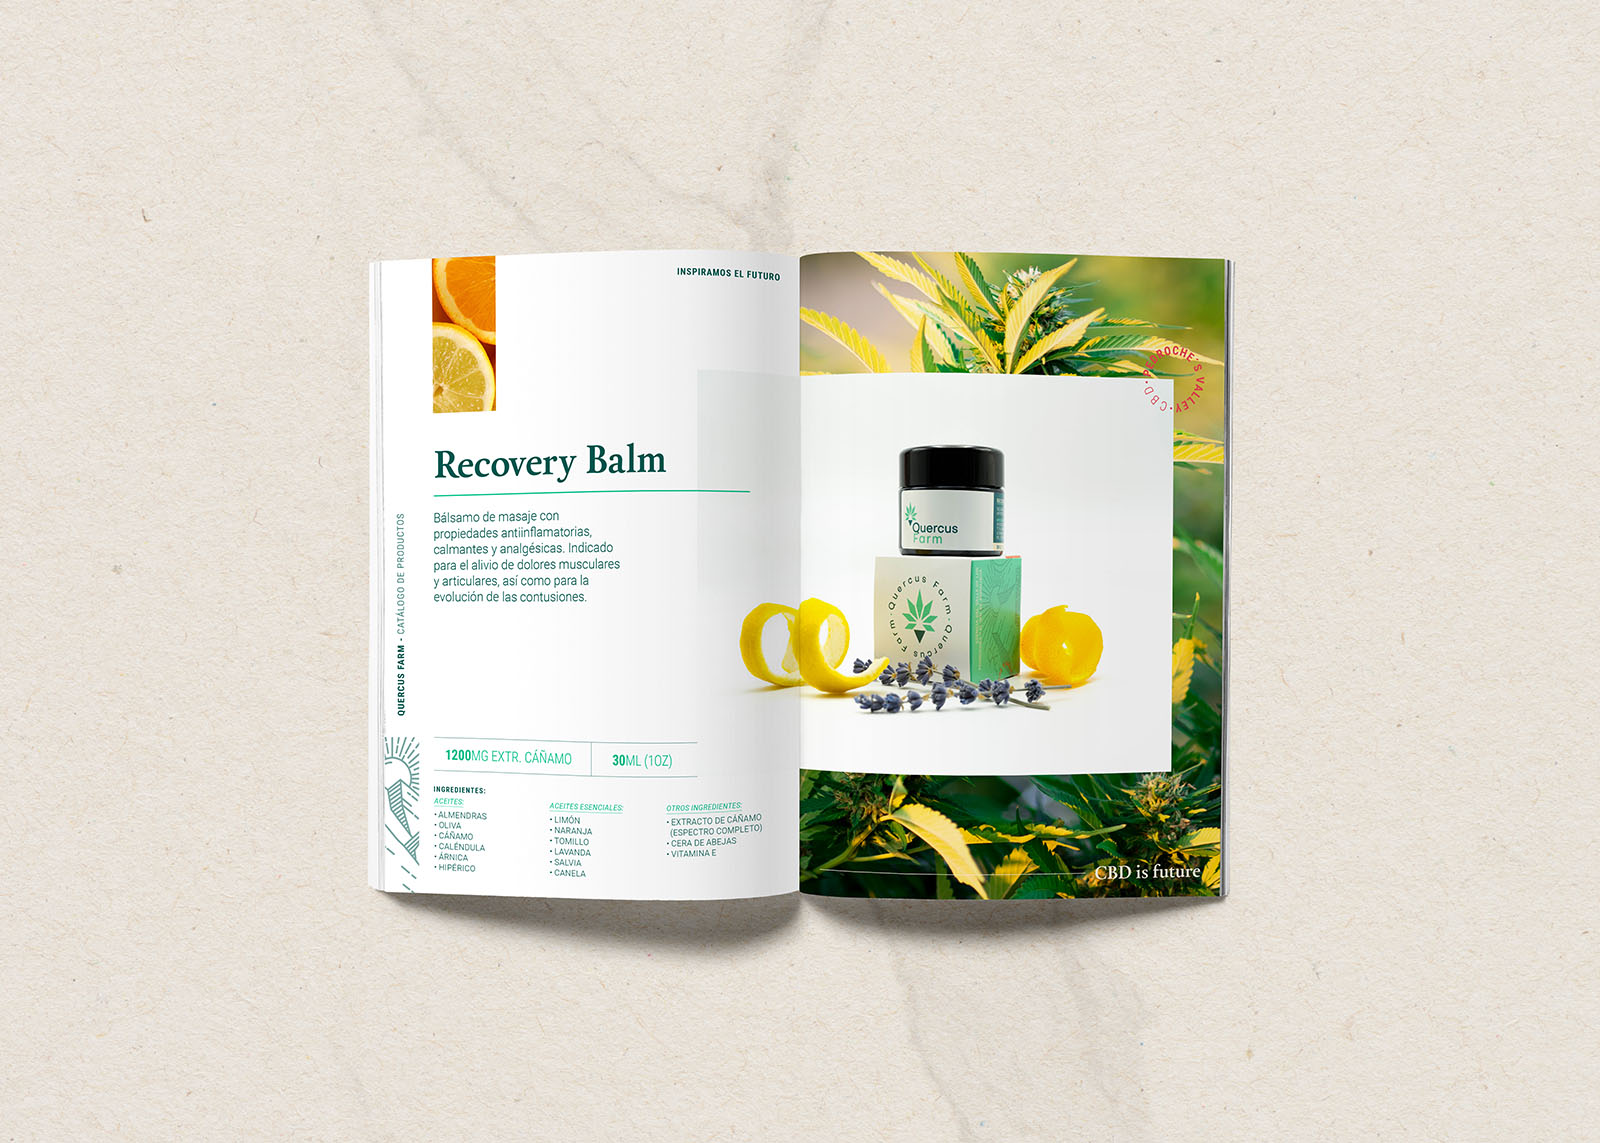 INSPIRAMOS EL FUTURO
Recovery Balm
Bálsamo de masaje con
propiedades antiinflamatorias,
calmantes y analgésicas. Indicado
para el alivio de dolores musculares
y articulares, así como para la
evolución de las contusiones.
QUERCUS FARM - CATÁLOGO DE PRODUCTOS
1200MG EXTR. CÁÑAMO
30ML (1OZ)
INGREDIENTES:
ACEITES:
• ALMENDRAS
• OLIVA
• CÁÑAMO
• CALÉNDULA
• ÁRNICA
• HIPÉRICO
ACEITES ESENCIALES:
• LIMÓN
• NARANJA
• TOMILLO
• LAVANDA
• SALVIA
• CANELA
OTROS INGREDIENTES:
• EXTRACTO DE CÁÑAMO
(ESPECTRO COMPLETO)
• CERA DE ABEJAS
• VITAMINA E
CBD · PEDROCHE´S VALLEY ·
Quercus
Farm
Quercus Farm · Quercus Farm ·
CBD is future